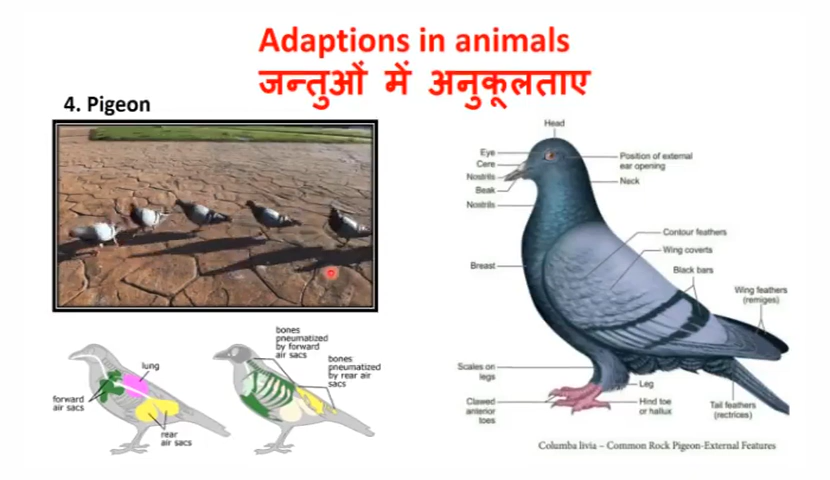 Adaptions in animals
जन्तुओं में अनुकूलताए
4. Pigeon
Head
Eye
Cere
Nostrils
Beak
Nostrils
Breast
Scales on
legs
Clawed
anterior
toes
Position of external
ear opening
Neck
Contour feathers
Wing coverts
Black bars
Wing feathers
(remiges)
Leg
Hind toe
or hallux
Tail feathers
(rectrices)
Columba livia – Common Rock Pigeon-External Features
lung
forward
air sacs
rear
air sacs
bones
pneumatized
by forward
air sacs
bones
pneumatized
by rear air
sacs